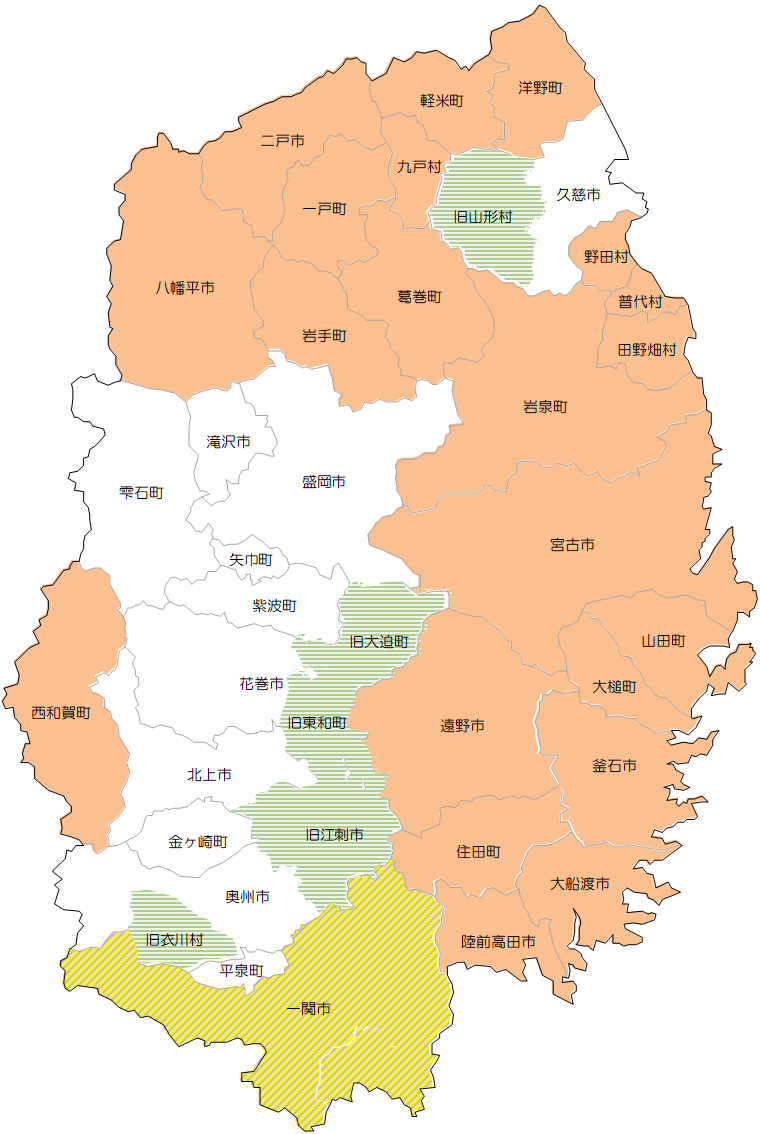 洋野町
軽米町
二戸市
九戸村
久慈市
一戸町
旧山形村
野田村
八幡平市
葛巻町
普代村
岩手町
田野畑村
岩泉町
滝沢市
盛岡市
雫石町
宮古市
矢巾町
紫波町
旧大迫町
山田町
花巻市
大槌町
西和賀町
旧東和町
遠野市
釜石市
北上市
旧江刺市
金ヶ崎町
住田町
大船渡市
奥州市
旧衣川村
陸前高田市
平泉町
一関市